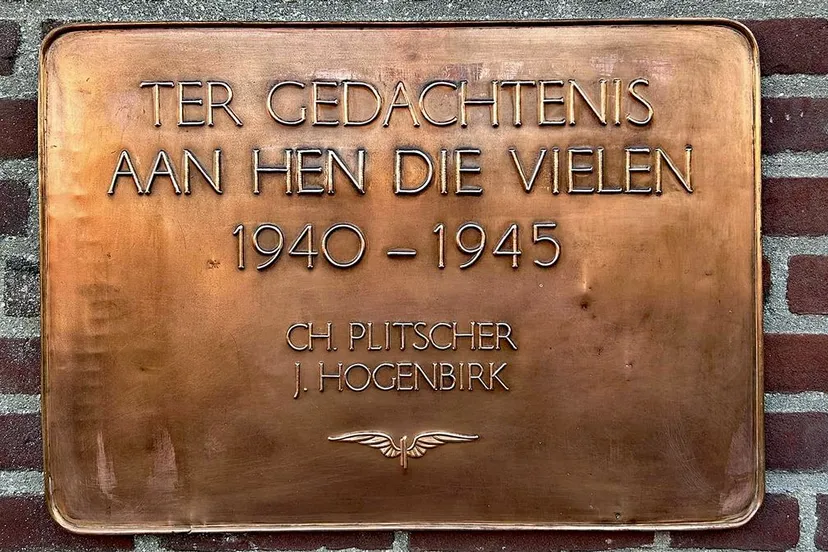 TER GEDACHTENIS
AAN HEN DIE VIELEN
1940 – 1945
CH. PLITSCHER
J. HOGENBIRK